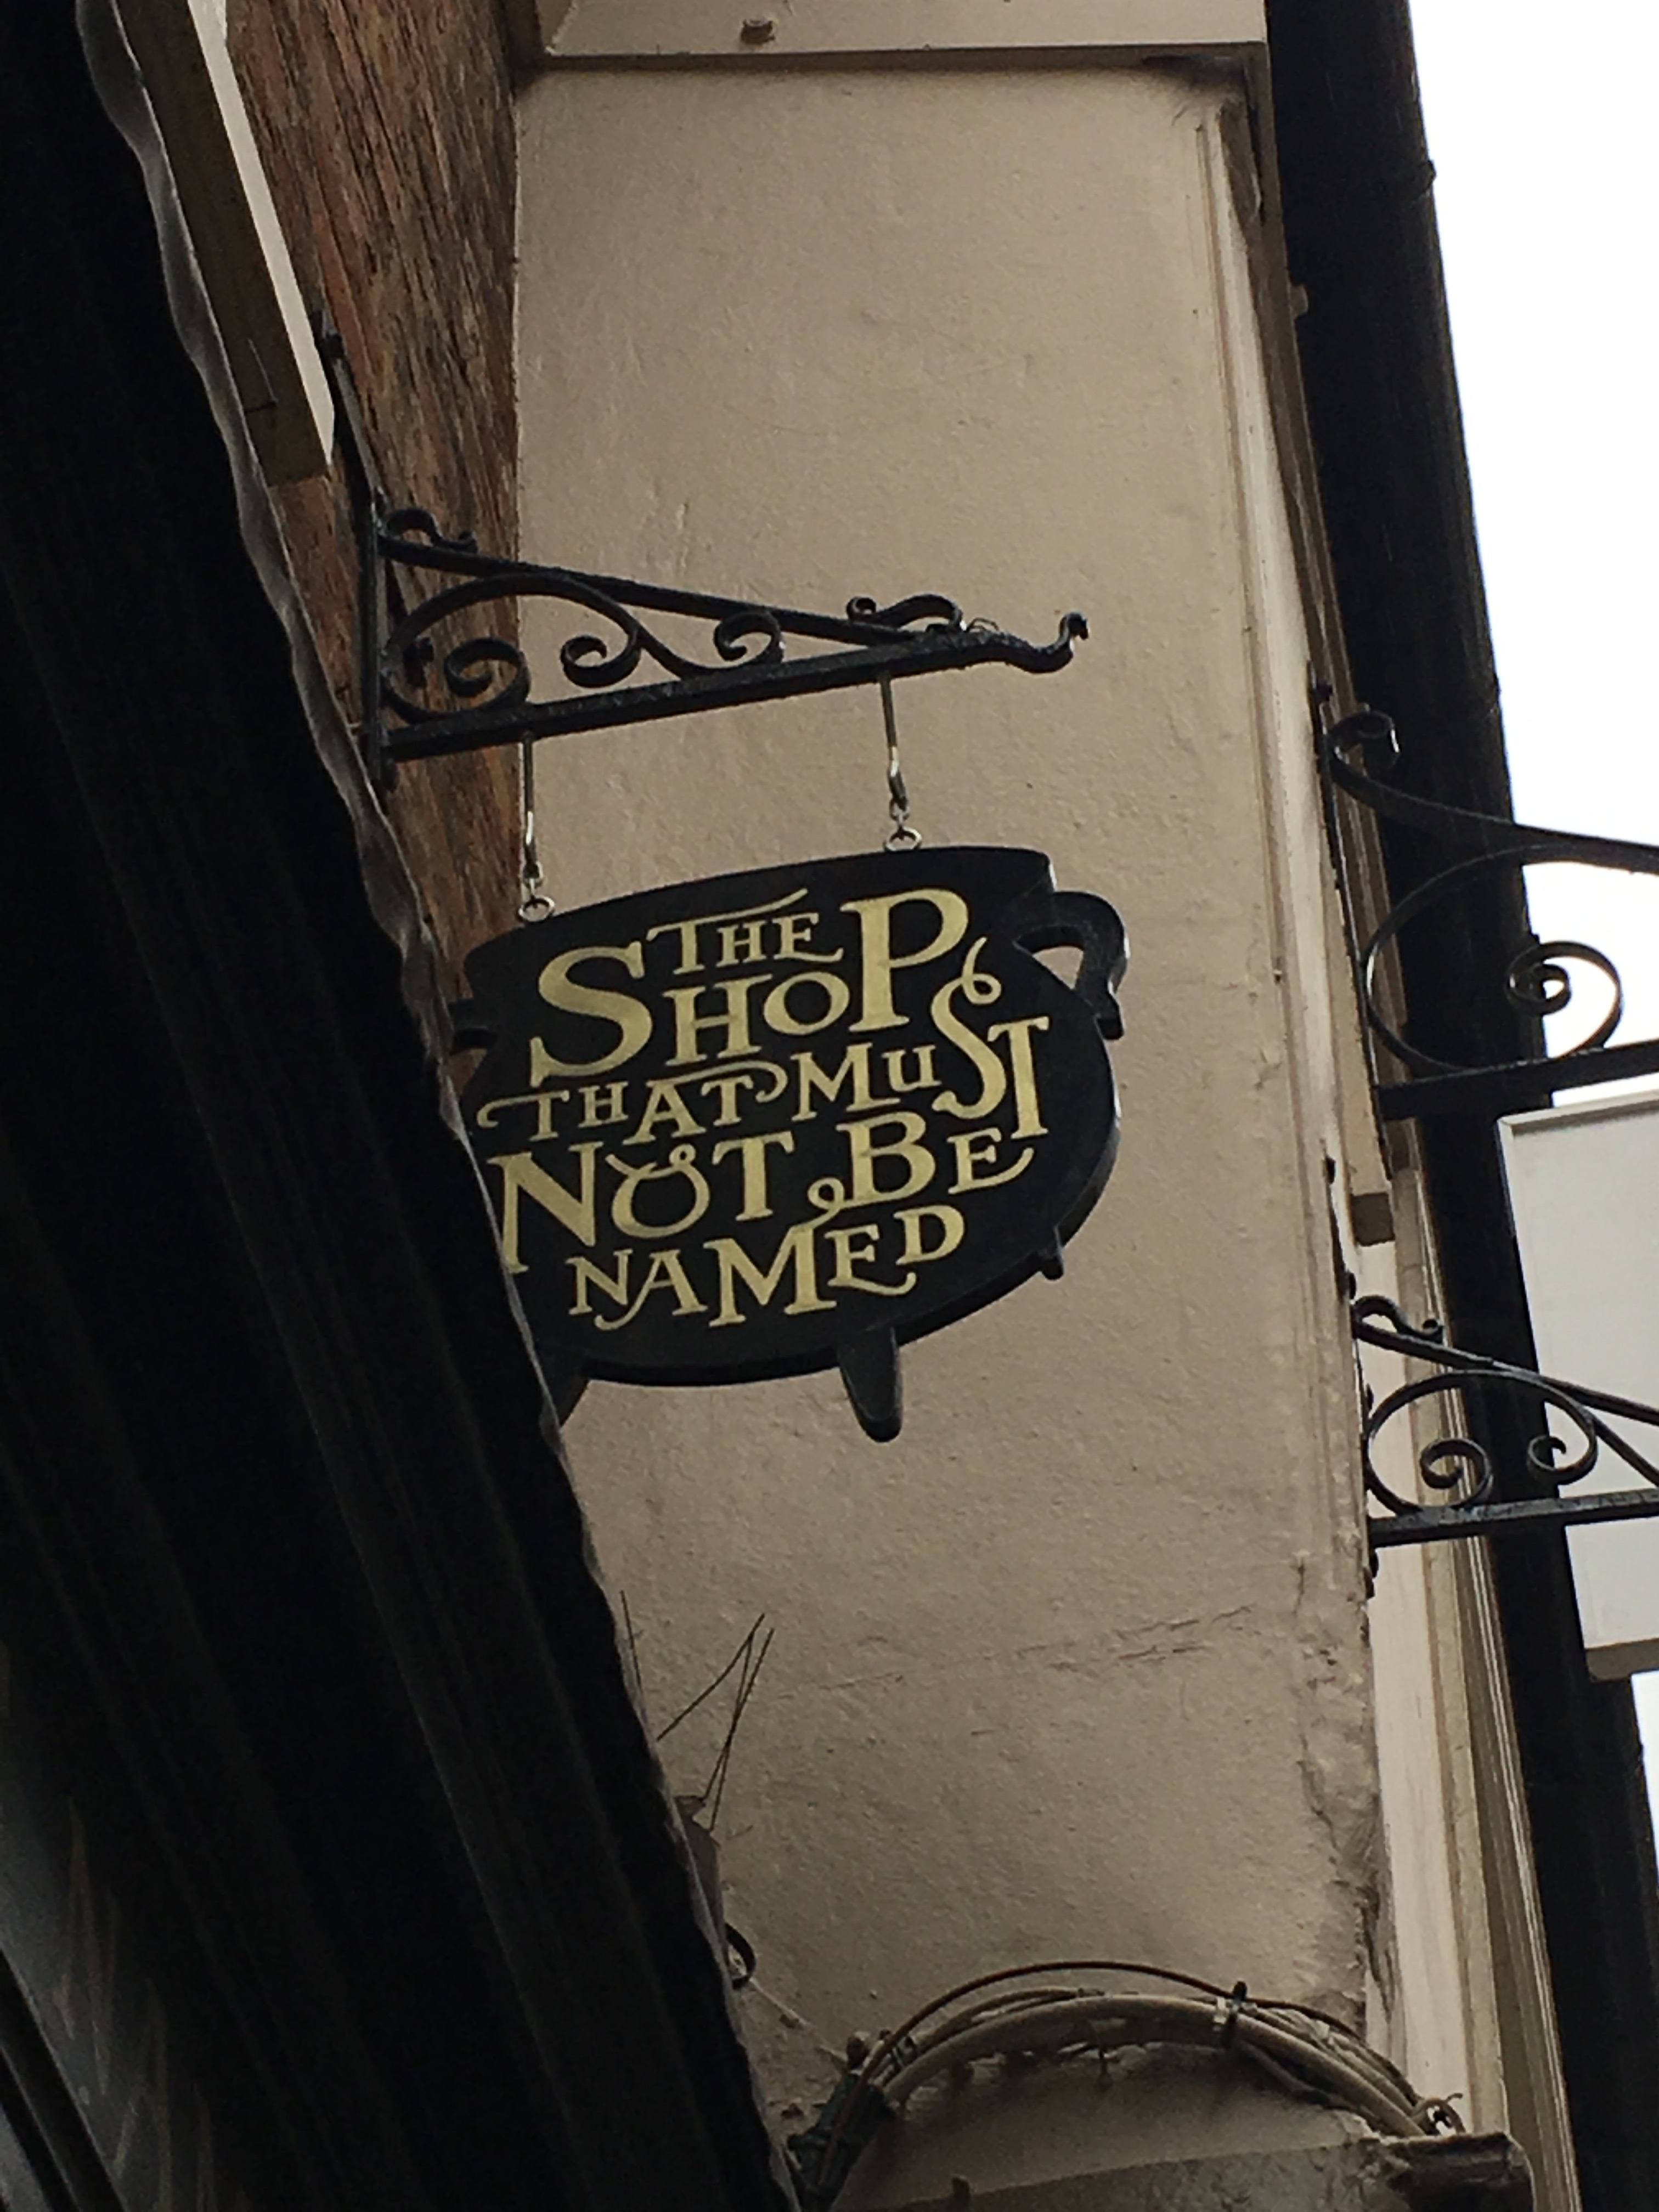 THE
SHOP
THAT MuST
NOT BE
NAMED